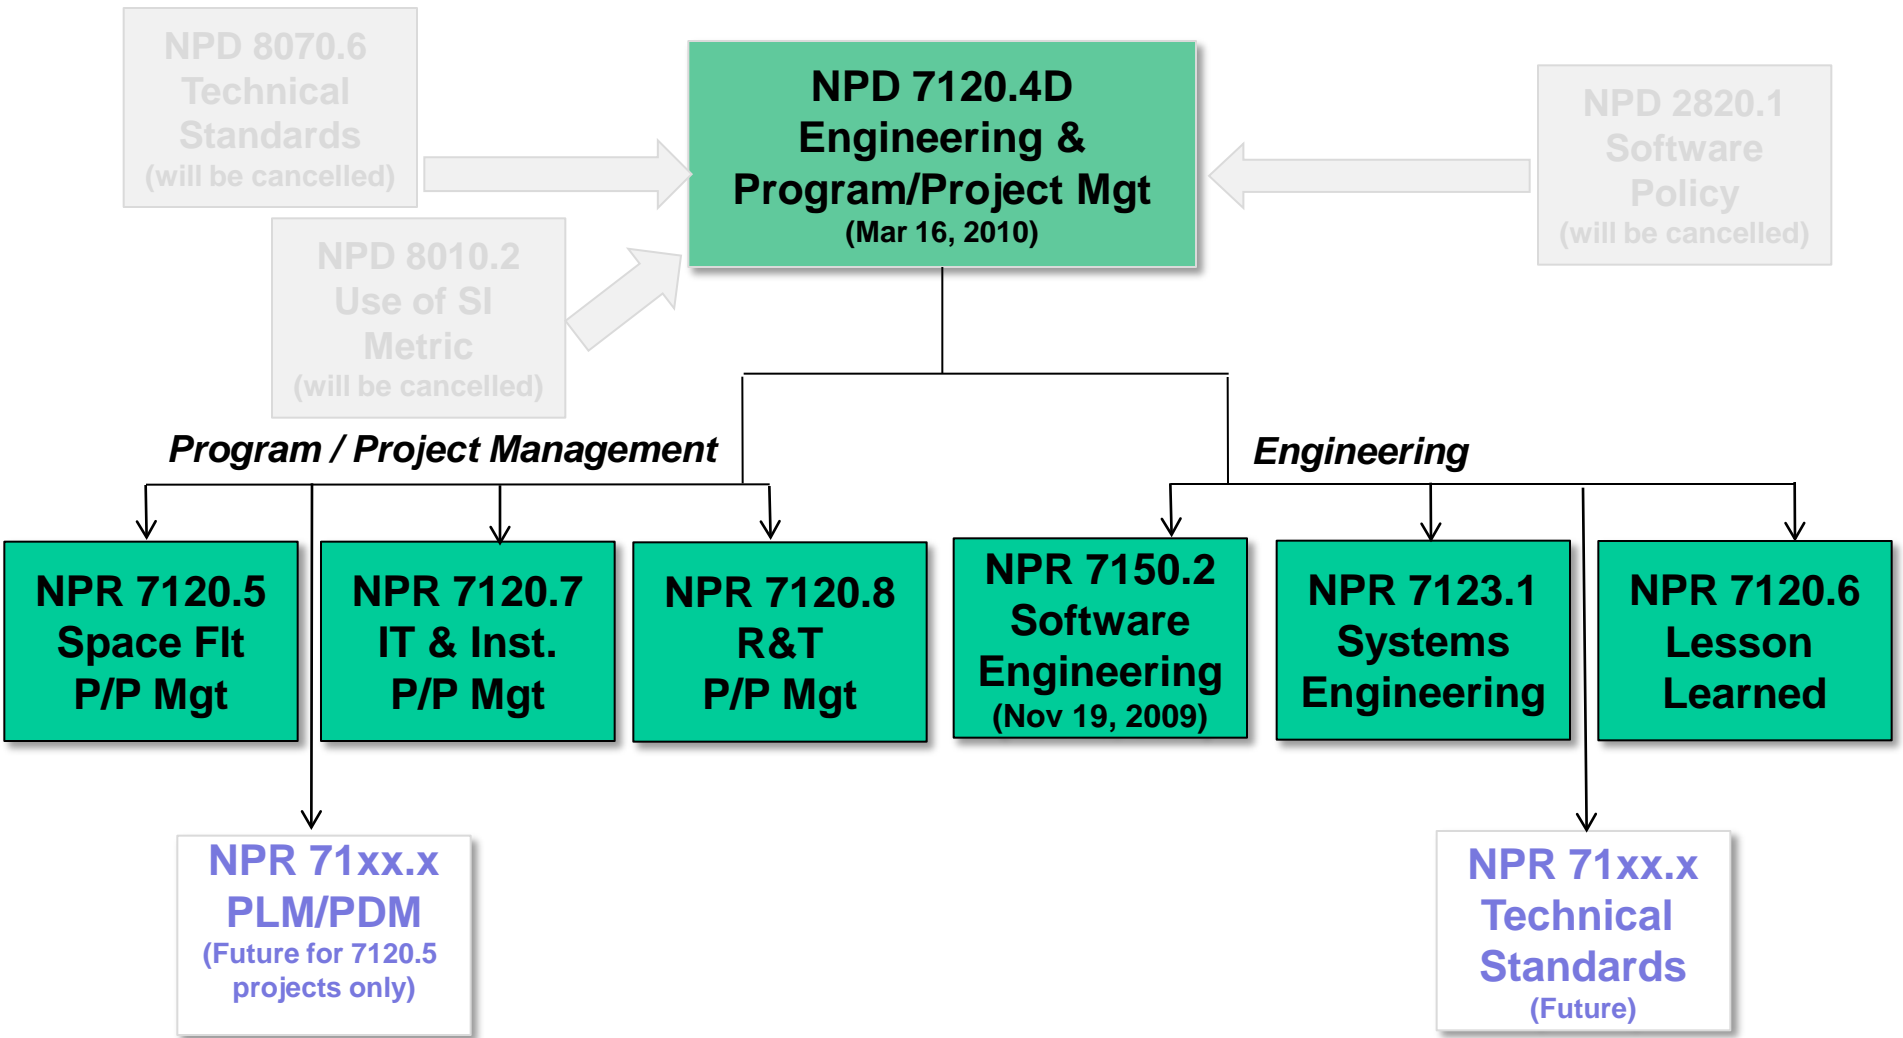 NPD 8070.6
Technical
Standards
(will be cancelled)
NPD 7120.4D
Engineering &
Program/Project Mgt
(Mar 16, 2010)
NPD 2820.1
Software
Policy
(will be cancelled)
NPD 8010.2
Use of SI
Metric
(will be cancelled)
Program / Project Management
Engineering
NPR 7120.5
Space Flt
P/P Mgt
NPR 7120.7
IT & Inst.
P/P Mgt
NPR 7120.8
R&T
P/P Mgt
NPR 7150.2
Software
Engineering
(Nov 19, 2009)
NPR 7123.1
Systems
Engineering
NPR 7120.6
Lesson
Learned
NPR 71xx.x
PLM/PDM
(Future for 7120.5
projects only)
NPR 71xx.x
Technical
Standards
(Future)